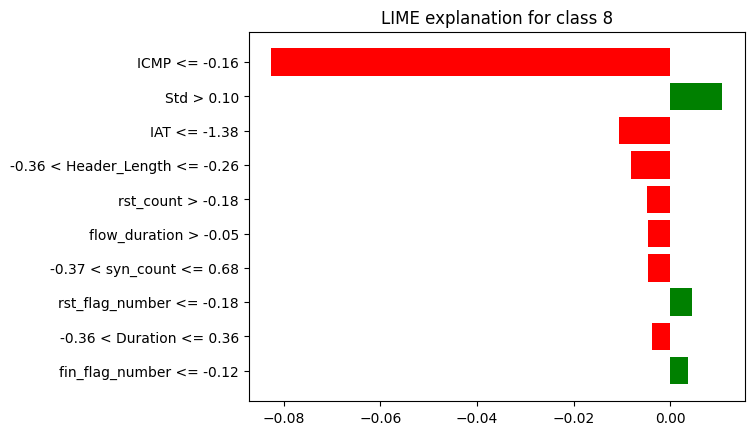 LIME explanation for class 8
ICMP <= -0.16
Std > 0.10
IAT <= -1.38
-0.36 < Header_Length <= -0.26
rst_count > -0.18
flow_duration > -0.05
-0.37 < syn_count <= 0.68
rst_flag_number <= -0.18
-0.36 < Duration <= 0.36
fin_flag_number <= -0.12
−0.08 −0.06 −0.04 −0.02 0.00